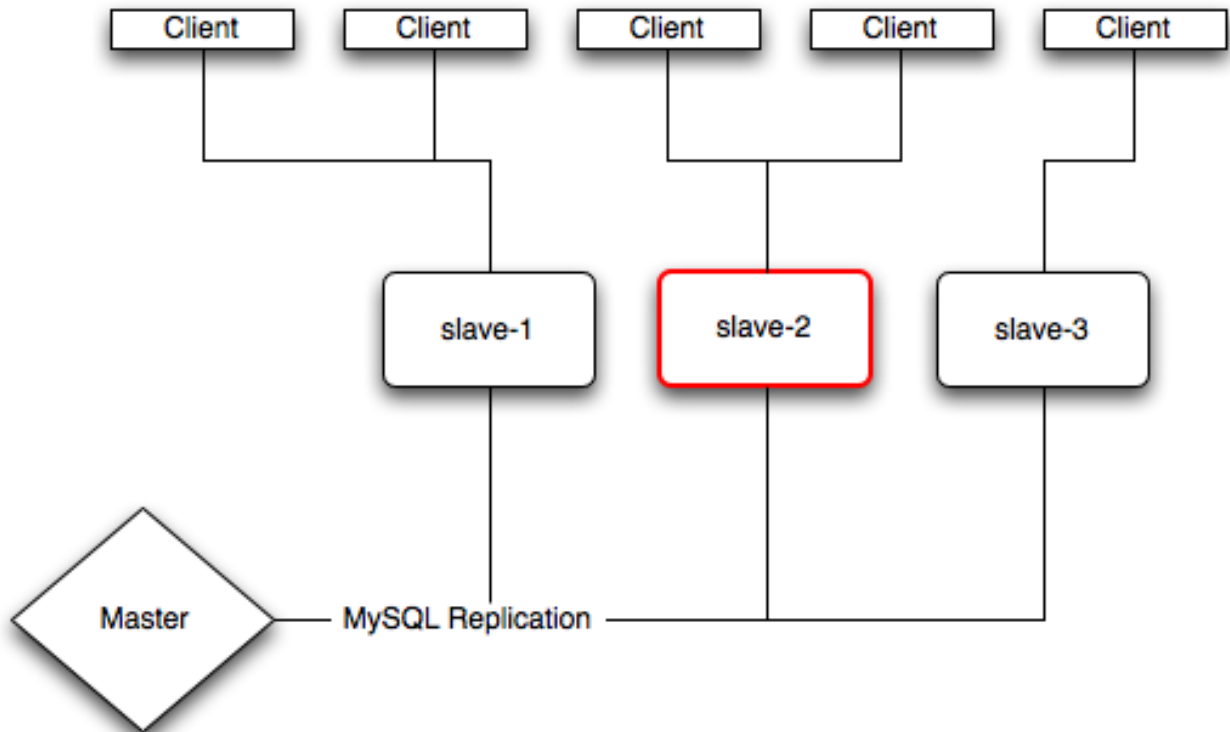 Client
Client
Client
Client
Client
slave-1
slave-2
slave-3
Master
MySQL Replication